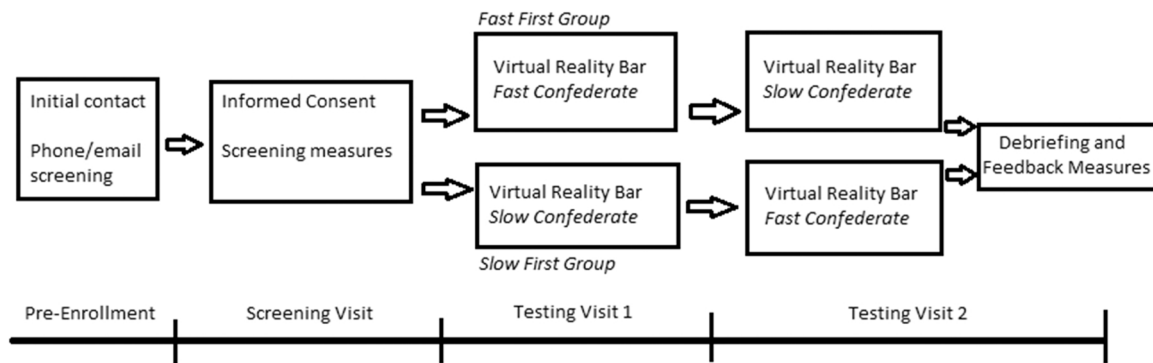 Fast First Group
Initial contact
Phone/email
screening
Informed Consent
Screening measures
Virtual Reality Bar
Fast Confederate
Virtual Reality Bar
Slow Confederate
Virtual Reality Bar
Slow Confederate
Virtual Reality Bar
Fast Confederate
Debriefing and
Feedback Measures
Slow First Group
Pre-Enrollment
Screening Visit
Testing Visit 1
Testing Visit 2